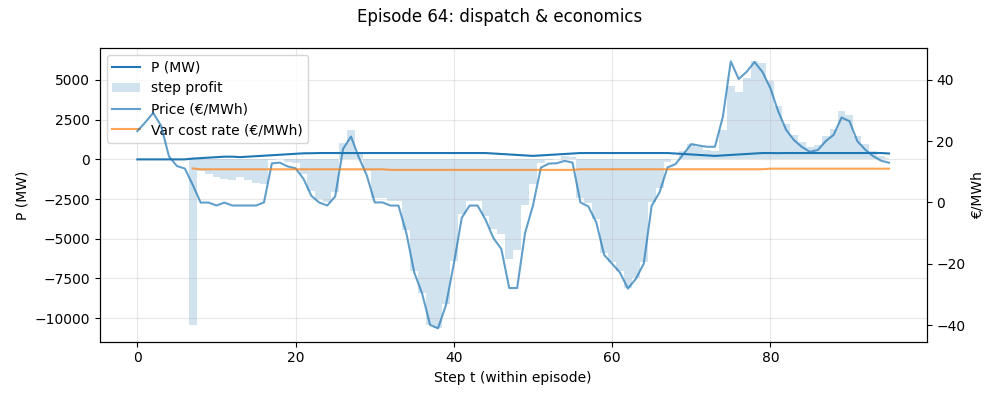 Episode 64: dispatch & economics
P (MW)
step profit
Price (€/MWh)
Var cost rate (€/MWh)
5000
2500
0
−2500
−5000
−7500
−10000
P (MW)
40
20
0
−20
−40
€/MWh
0
20
40
60
80
Step t (within episode)